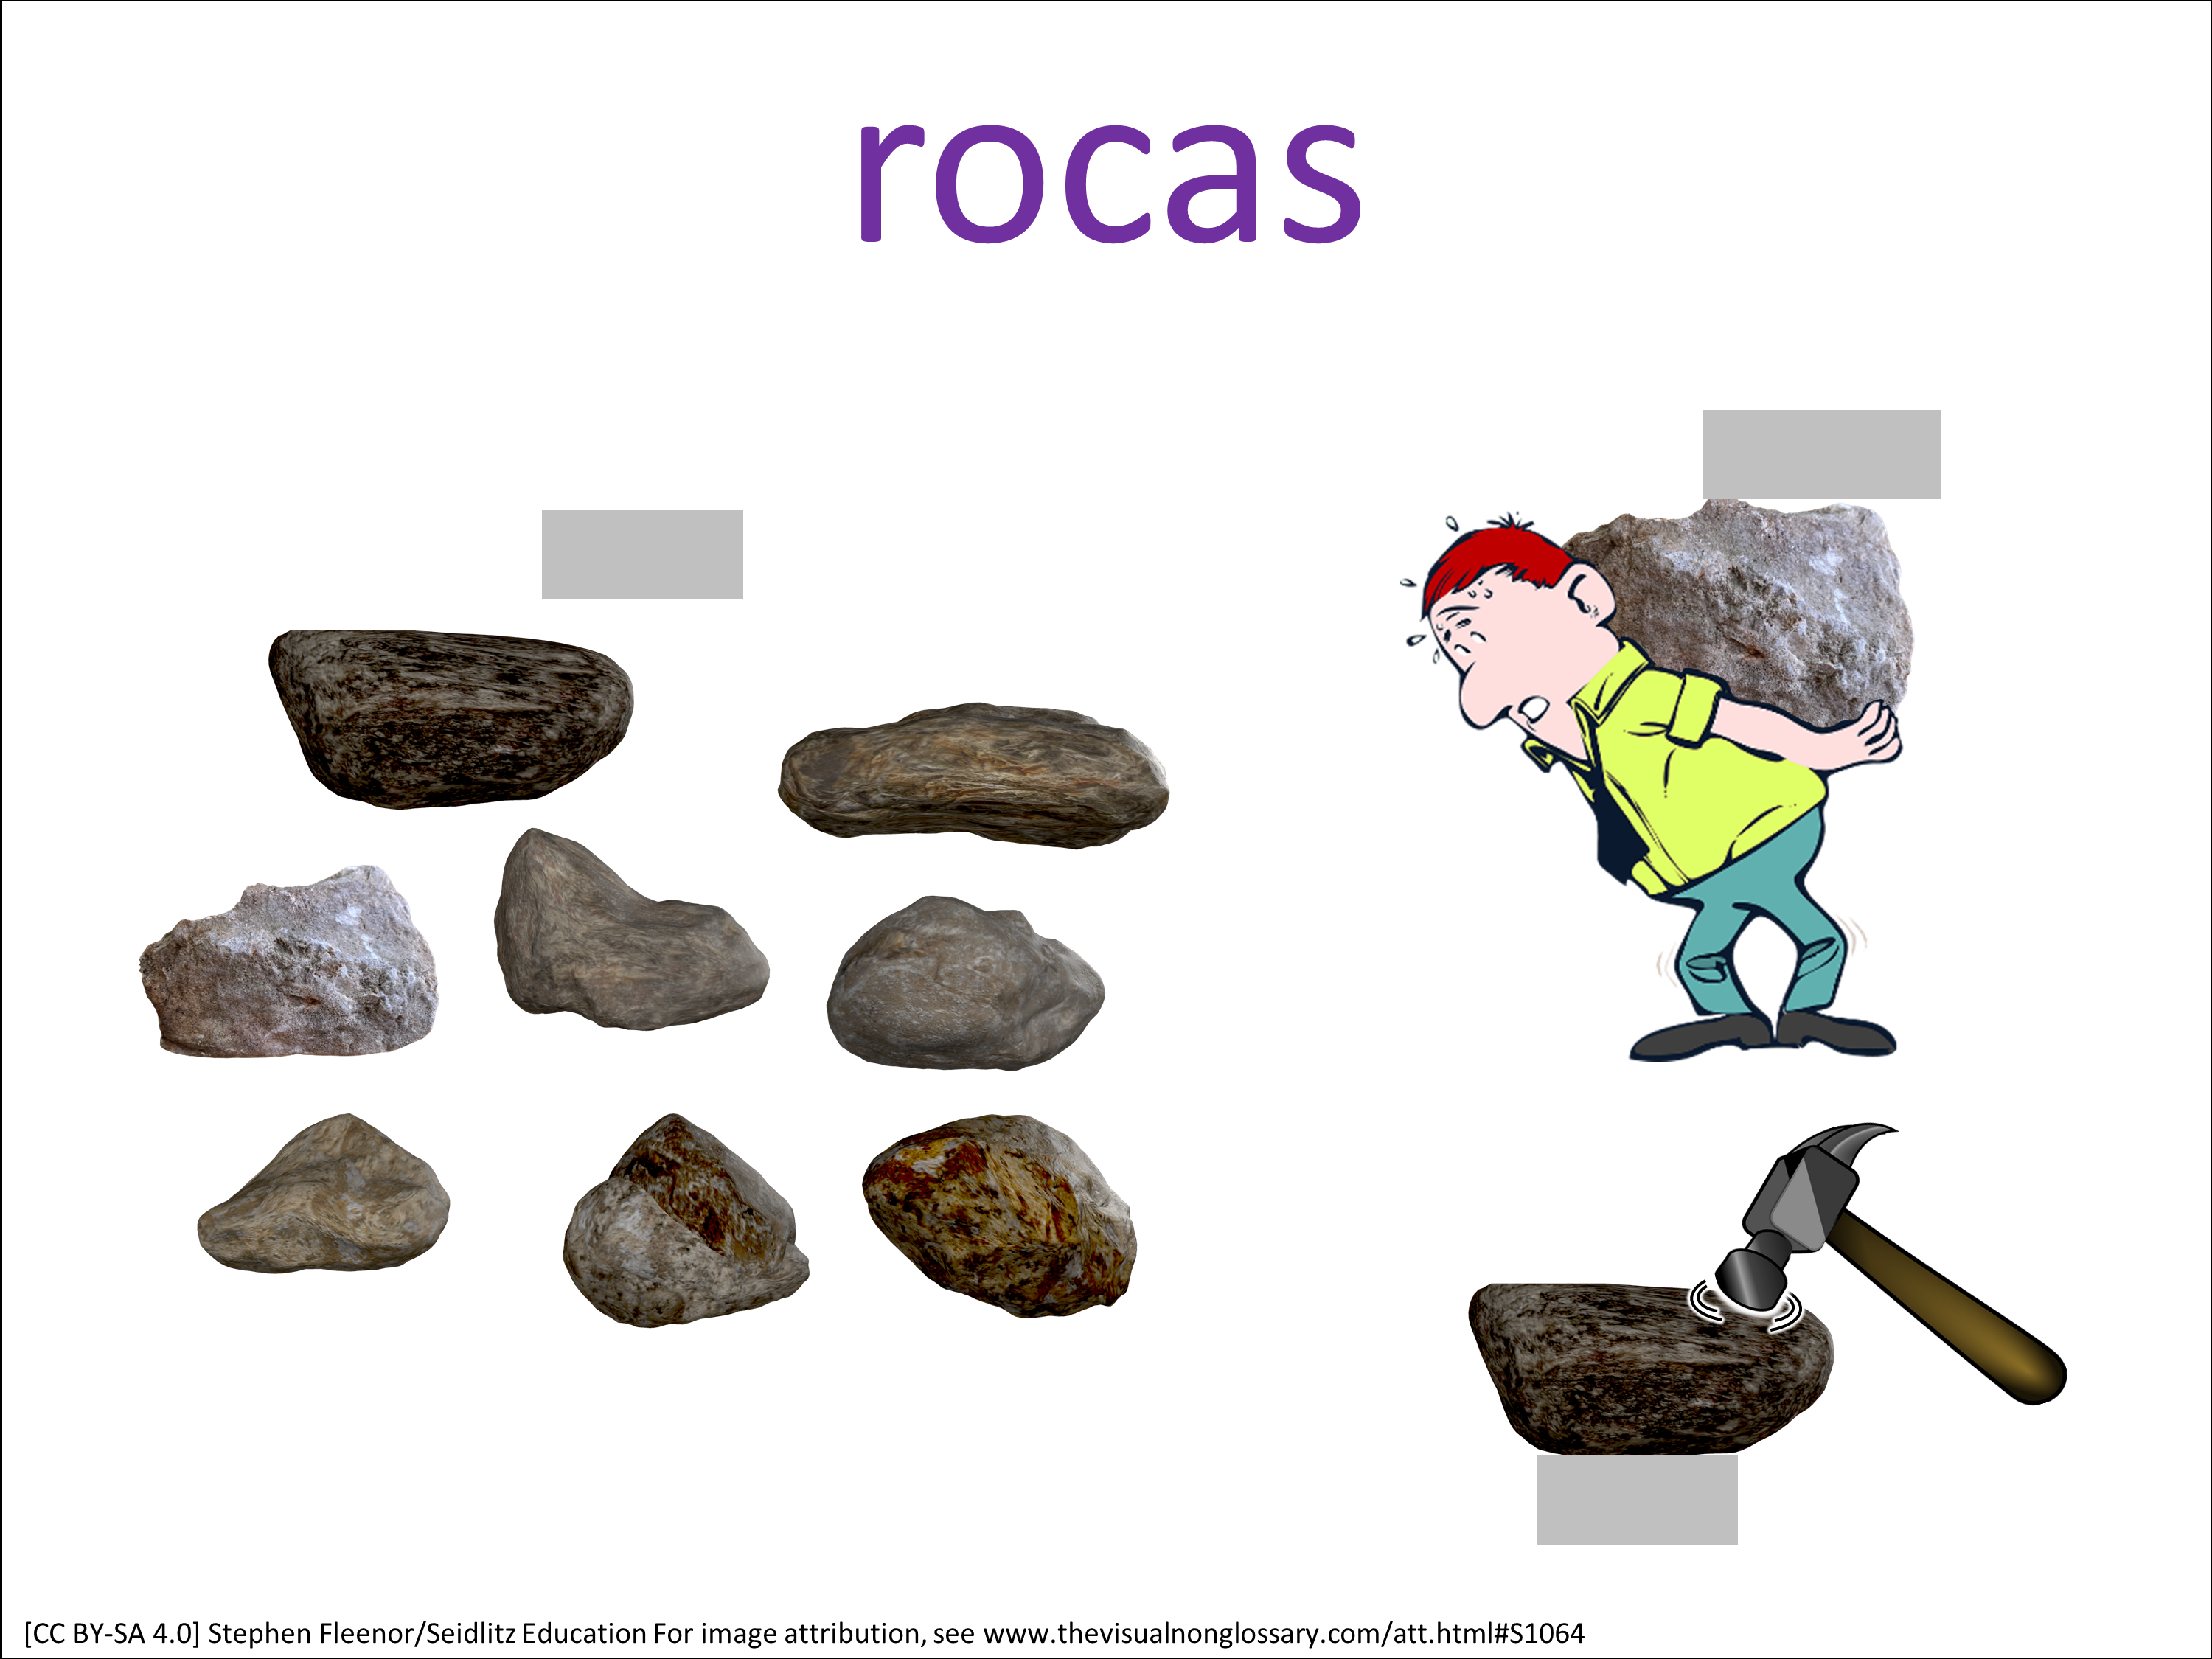 rocas
[CC BY-SA 4.0] Stephen Fleenor/Seidlitz Education For image attribution, see www.thevisualnonglossary.com/att.html#S1064